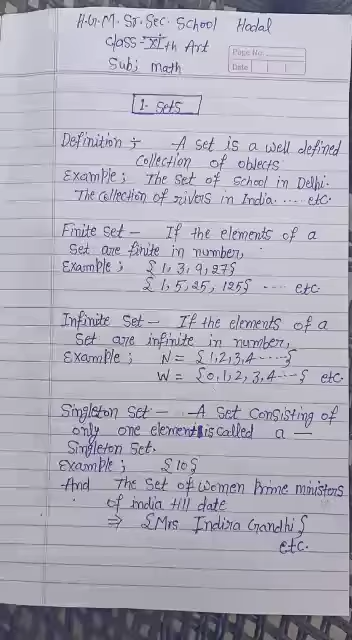 H.G.M. Sr. Sec. School Hodal
Class - XIth Art
Page No.
Date
Subj math
1. Sets
Definition :- A set is a well defined
collection of objects
Example ; The set of school in Delhi.
The collection of rivers in India. .... etc.
Finite Set - If the elements of a
Set are finite in number,
Example ; {1, 3, 9, 27}
{1, 5, 25, 125} .... etc
Infinite Set - If the elements of a
Set are infinite in number,
Example ; N = {1, 2, 3, 4 ....}
W = {0, 1, 2, 3, 4 ...} etc.
Singleton Set - A Set Consisting of
only one element is called a -
Singleton Set.
Example ; {10}
And The Set of women Prime ministers
of india till date
⇒ {Mrs Indira Gandhi}
etc.